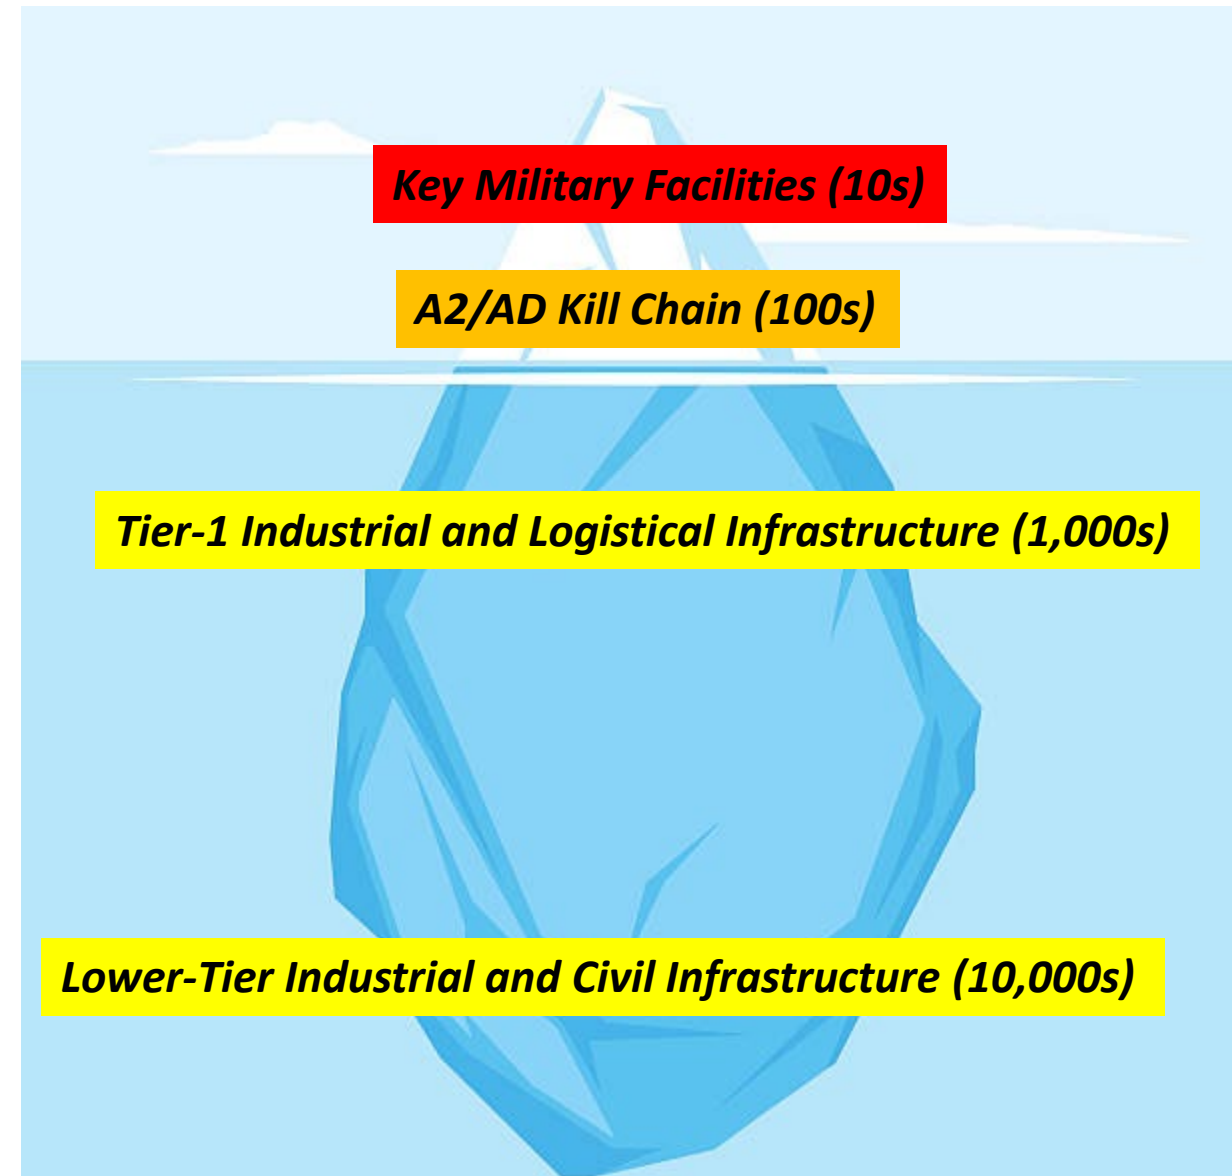 Key Military Facilities (10s)
A2/AD Kill Chain (100s)
Tier-1 Industrial and Logistical Infrastructure (1,000s)
Lower-Tier Industrial and Civil Infrastructure (10,000s)